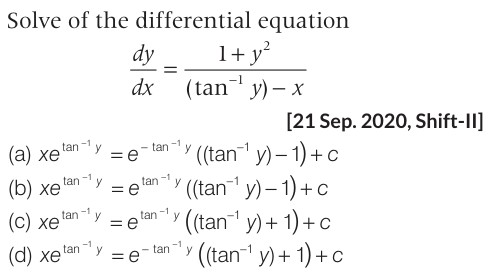 Solve of the differential equation
dy/dx = (1 + y²)/((tan⁻¹ y) – x)
[21 Sep. 2020, Shift-II]
(a) xe^(tan⁻¹ y) = e^(– tan⁻¹ y) ((tan⁻¹ y) – 1) + c
(b) xe^(tan⁻¹ y) = e^(tan⁻¹ y) ((tan⁻¹ y) – 1) + c
(c) xe^(tan⁻¹ y) = e^(tan⁻¹ y) ((tan⁻¹ y) + 1) + c
(d) xe^(tan⁻¹ y) = e^(– tan⁻¹ y) ((tan⁻¹ y) + 1) + c